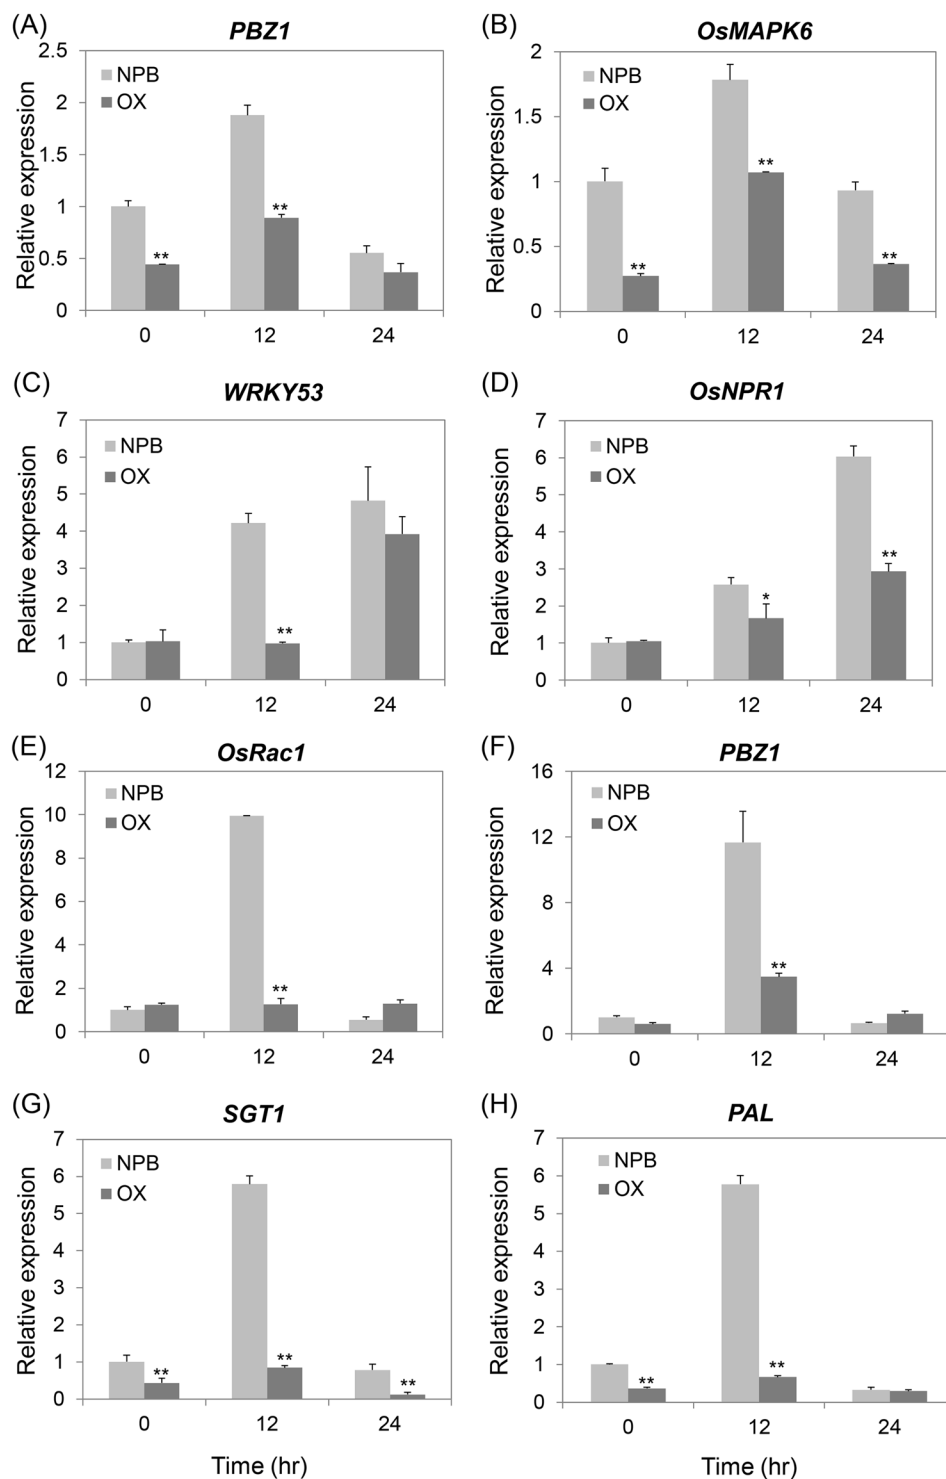 (A) PBZ1
2.5
2
1.5
1
0.5
0
Relative expression
NPB
OX
**
**
0 12 24
(B) OsMAPK6
2
1.5
1
0.5
0
Relative expression
NPB
OX
**
**
**
0 12 24
(C) WRKY53
7
6
5
4
3
2
1
0
Relative expression
NPB
OX
**
0 12 24
(D) OsNPR1
7
6
5
4
3
2
1
0
Relative expression
NPB
OX
*
**
0 12 24
(E) OsRac1
12
10
8
6
4
2
0
Relative expression
NPB
OX
**
0 12 24
(F) PBZ1
16
12
8
4
0
Relative expression
NPB
OX
**
0 12 24
(G) SGT1
7
6
5
4
3
2
1
0
Relative expression
NPB
OX
**
**
**
0 12 24
Time (hr)
(H) PAL
7
6
5
4
3
2
1
0
Relative expression
NPB
OX
**
**
0 12 24
Time (hr)